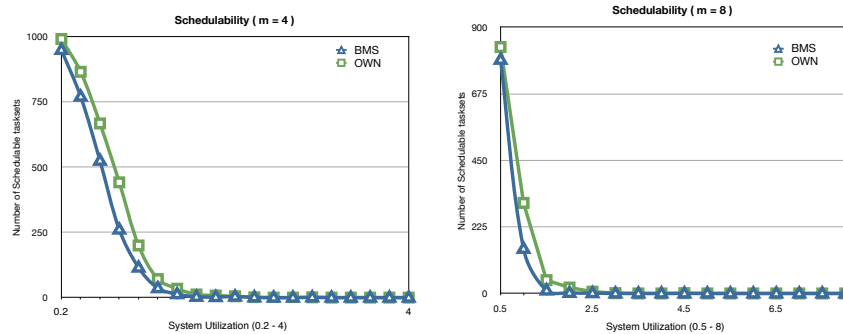 Schedulability ( m = 4 )
1000
750
500
250
0
Number of Schedulable tasksets
BMS
OWN
0.2
4
System Utilization (0.2 - 4)
Schedulability ( m = 8 )
900
675
450
225
0
Number of Schedulable tasksets
BMS
OWN
0.5
2.5
4.5
6.5
System Utilization (0.5 - 8)